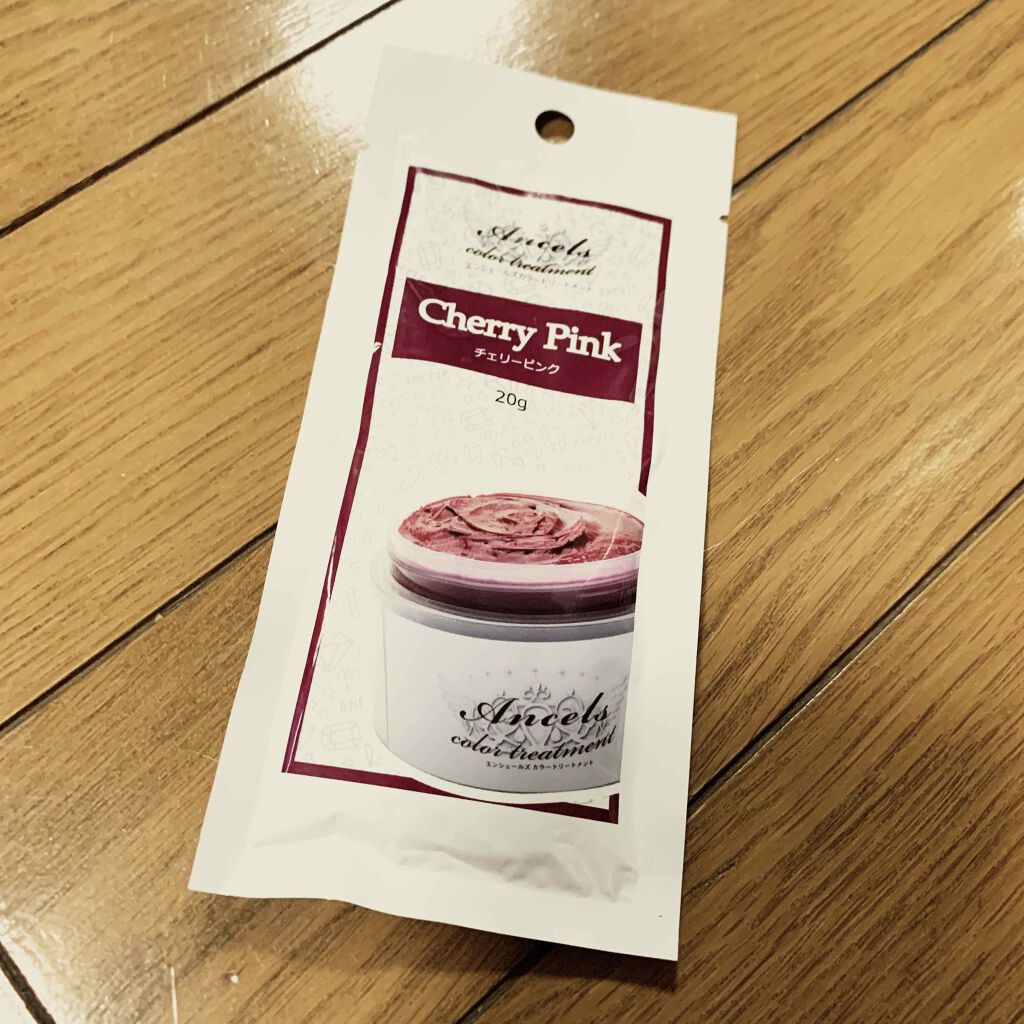 Ancels
color treatment
エンシェールズカラートリートメント
Cherry Pink
チェリーピンク
20g
Ancels
color treatment
エンシェールズ カラートリートメント